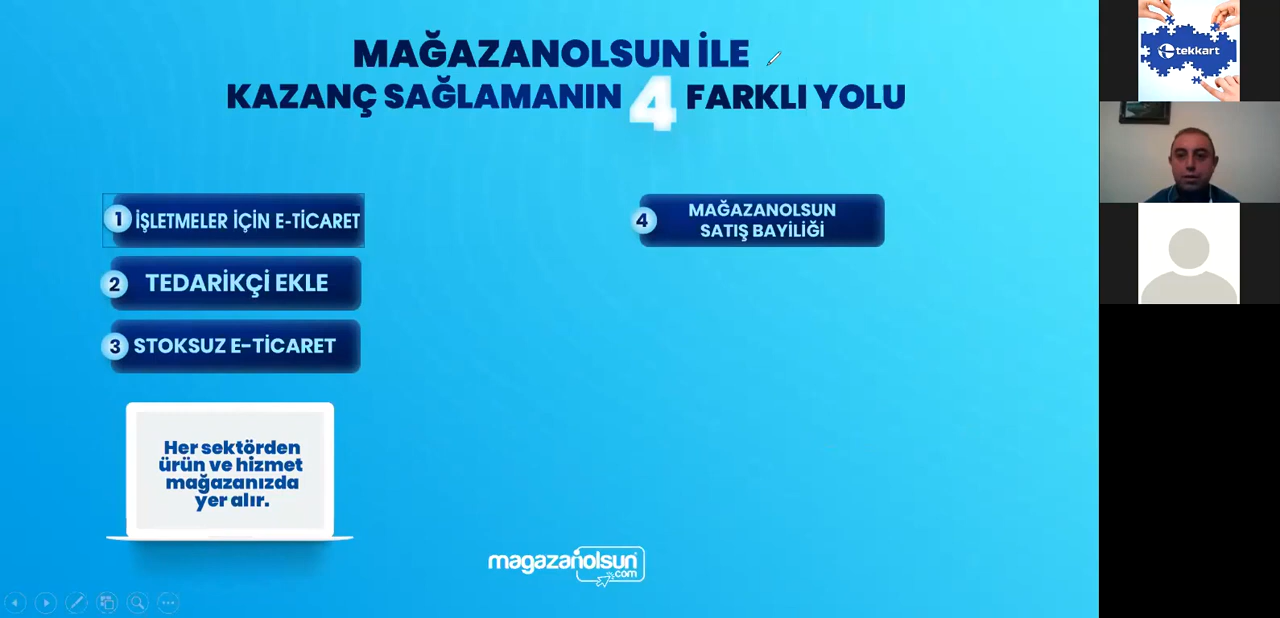 MAĞAZANOLSUN İLE
KAZANÇ SAĞLAMANIN 4 FARKLI YOLU
1 İŞLETMELER İÇİN E-TİCARET
2 TEDARİKÇİ EKLE
3 STOKSUZ E-TİCARET
4 MAĞAZANOLSUN
SATIŞ BAYİLİĞİ
Her sektörden
ürün ve hizmet
mağazanızda
yer alır.
magazanolsun
.com
tekkart